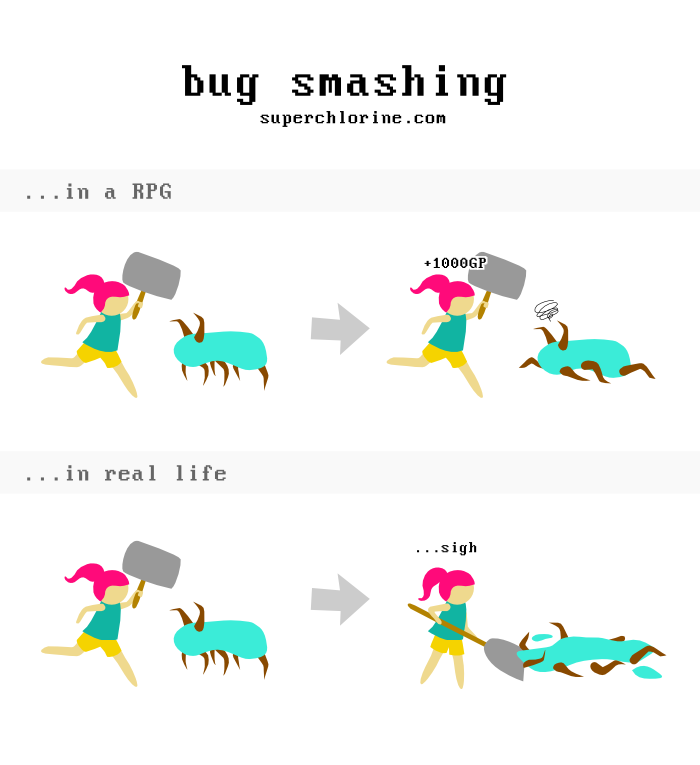 bug smashing
superchlorine.com
...in a RPG
+1000GP
...in real life
...sigh